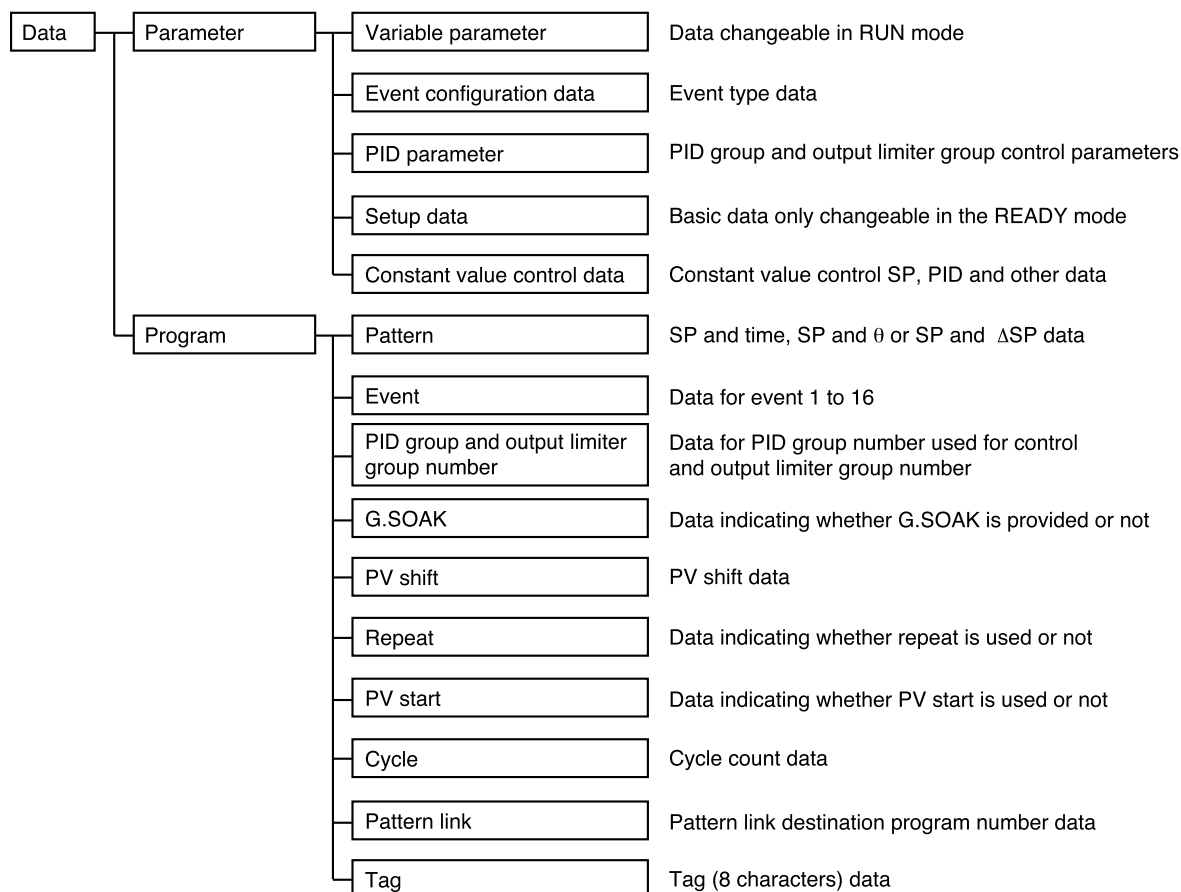 Data
Parameter
Variable parameter
Data changeable in RUN mode
Event configuration data
Event type data
PID parameter
PID group and output limiter group control parameters
Setup data
Basic data only changeable in the READY mode
Constant value control data
Constant value control SP, PID and other data
Program
Pattern
SP and time, SP and θ or SP and ΔSP data
Event
Data for event 1 to 16
PID group and output limiter
group number
Data for PID group number used for control
and output limiter group number
G.SOAK
Data indicating whether G.SOAK is provided or not
PV shift
PV shift data
Repeat
Data indicating whether repeat is used or not
PV start
Data indicating whether PV start is used or not
Cycle
Cycle count data
Pattern link
Pattern link destination program number data
Tag
Tag (8 characters) data